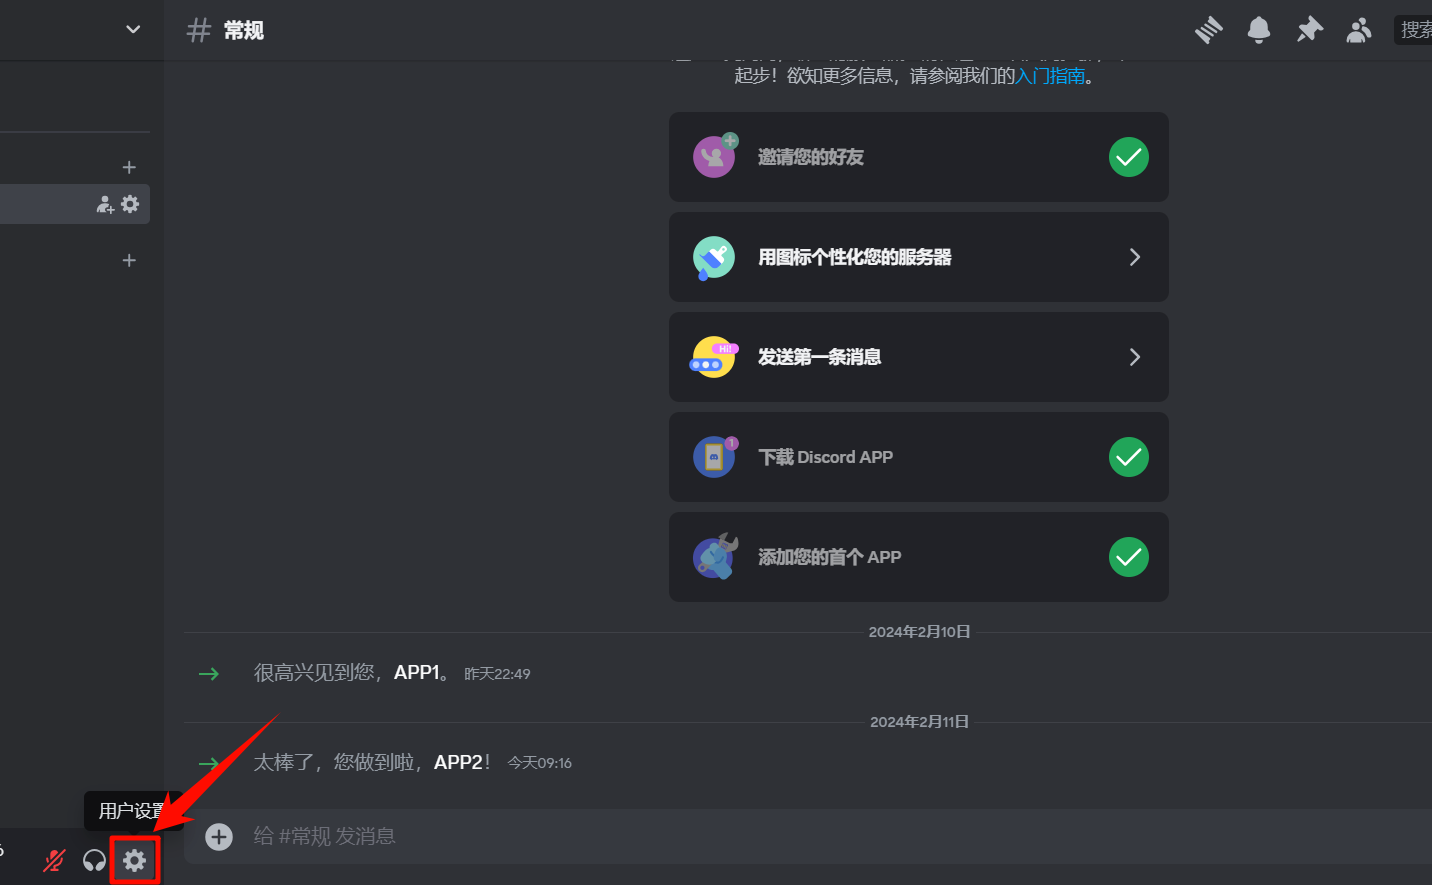 常规
搜索
起步！欲知更多信息，请参阅我们的入门指南。
邀请您的好友
用图标个性化您的服务器
Hi!
发送第一条消息
1
下载 Discord APP
添加您的首个 APP
2024年2月10日
很高兴见到您，APP1。 昨天22:49
2024年2月11日
太棒了，您做到啦，APP2！ 今天09:16
用户设置
给 #常规 发消息